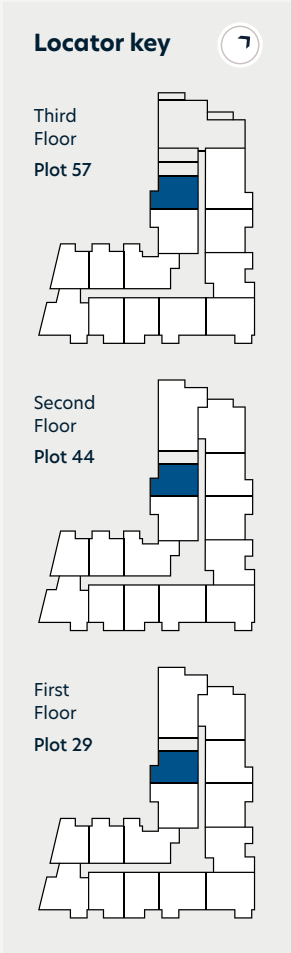 Locator key
Third
Floor
Plot 57
Second
Floor
Plot 44
First
Floor
Plot 29